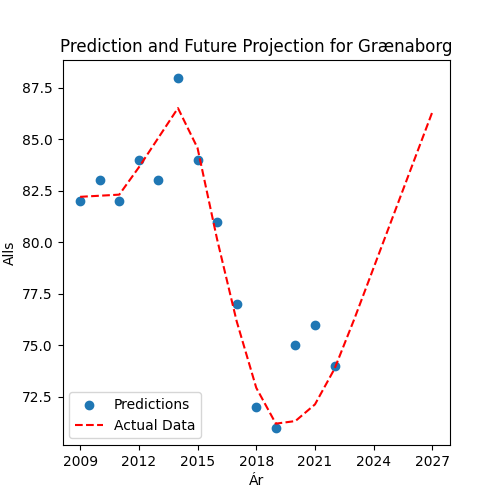 Prediction and Future Projection for Grænaborg
87.5
85.0
82.5
80.0
77.5
75.0
72.5
Alls
Predictions
Actual Data
2009 2012 2015 2018 2021 2024 2027
Ár